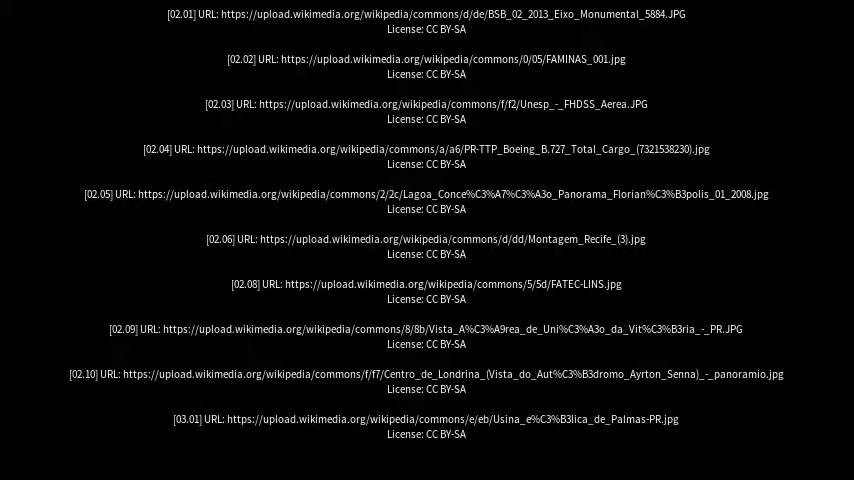 [02.01] URL: https://upload.wikimedia.org/wikipedia/commons/d/de/BSB_02_2013_Eixo_Monumental_5884.JPG
License: CC BY-SA
[02.02] URL: https://upload.wikimedia.org/wikipedia/commons/0/05/FAMINAS_001.jpg
License: CC BY-SA
[02.03] URL: https://upload.wikimedia.org/wikipedia/commons/f/f2/Unesp_-_FHDSS_Aerea.JPG
License: CC BY-SA
[02.04] URL: https://upload.wikimedia.org/wikipedia/commons/a/a6/PR-TTP_Boeing_B.727_Total_Cargo_(7321538230).jpg
License: CC BY-SA
[02.05] URL: https://upload.wikimedia.org/wikipedia/commons/2/2c/Lagoa_Conce%C3%A7%C3%A3o_Panorama_Florian%C3%B3polis_01_2008.jpg
License: CC BY-SA
[02.06] URL: https://upload.wikimedia.org/wikipedia/commons/d/dd/Montagem_Recife_(3).jpg
License: CC BY-SA
[02.08] URL: https://upload.wikimedia.org/wikipedia/commons/5/5d/FATEC-LINS.jpg
License: CC BY-SA
[02.09] URL: https://upload.wikimedia.org/wikipedia/commons/8/8b/Vista_A%C3%A9rea_de_Uni%C3%A3o_da_Vit%C3%B3ria_-_PR.JPG
License: CC BY-SA
[02.10] URL: https://upload.wikimedia.org/wikipedia/commons/f/f7/Centro_de_Londrina_(Vista_do_Aut%C3%B3dromo_Ayrton_Senna)_-_panoramio.jpg
License: CC BY-SA
[03.01] URL: https://upload.wikimedia.org/wikipedia/commons/e/eb/Usina_e%C3%B3lica_de_Palmas-PR.jpg
License: CC BY-SA